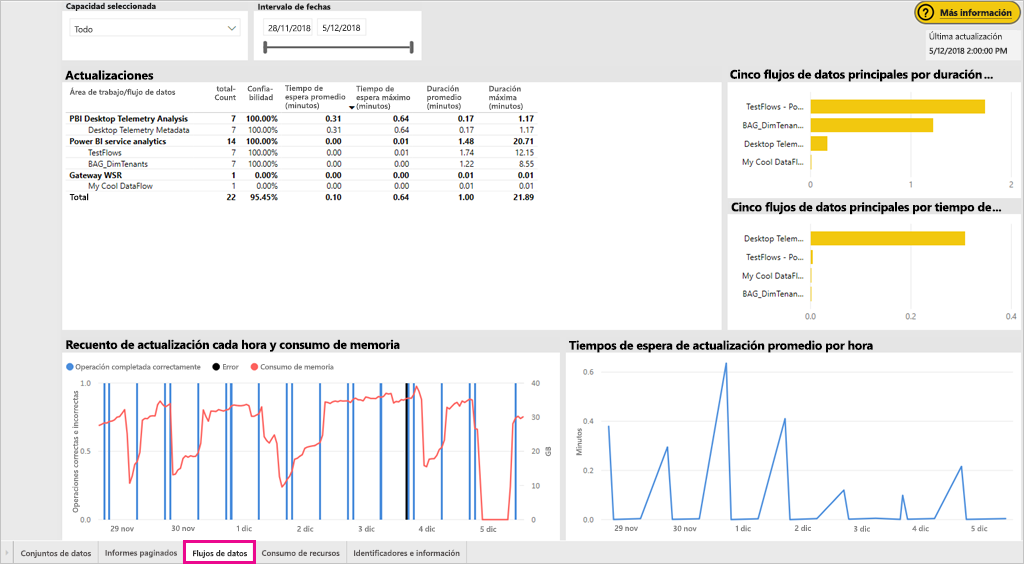 Capacidad seleccionada
Todo
Intervalo de fechas
28/11/2018 5/12/2018
Más información
Última actualización
5/12/2018 2:00:00 PM
Actualizaciones
Área de trabajo/flujo de datos total-Count Confia-bilidad Tiempo de espera promedio (minutos) Tiempo de espera máximo (minutos) Duración promedio (minutos) Duración máxima (minutos)
PBI Desktop Telemetry Analysis 7 100.00% 0.31 0.64 0.17 1.17
Desktop Telemetry Metadata 7 100.00% 0.31 0.64 0.17 1.17
Power BI service analytics 14 100.00% 0.00 0.01 1.48 20.71
TestFlows 7 100.00% 0.00 0.01 1.74 12.15
BAG_DimTenants 7 100.00% 0.00 0.00 1.22 8.55
Gateway WSR 1 0.00% 0.00 0.00 0.01 0.01
My Cool DataFlow 1 0.00% 0.00 0.00 0.01 0.01
Total 22 95.45% 0.10 0.64 1.00 21.89
Cinco flujos de datos principales por duración ...
TestFlows - Po...
BAG_DimTenan...
Desktop Telem...
My Cool DataFl...
0 1 2
Cinco flujos de datos principales por tiempo de...
Desktop Telem...
TestFlows - Po...
My Cool DataFl...
BAG_DimTenan...
0.0 0.2 0.4
Recuento de actualización cada hora y consumo de memoria
Operación completada correctamente Error Consumo de memoria
Operaciones correctas e incorrectas
1.0
0.5
0.0
40
30
20
10
0
GB
29 nov 30 nov 1 dic 2 dic 3 dic 4 dic 5 dic
Tiempos de espera de actualización promedio por hora
Minutos
0.6
0.4
0.2
0.0
29 nov 30 nov 1 dic 2 dic 3 dic 4 dic 5 dic
Conjuntos de datos Informes paginados Flujos de datos Consumo de recursos Identificadores e información